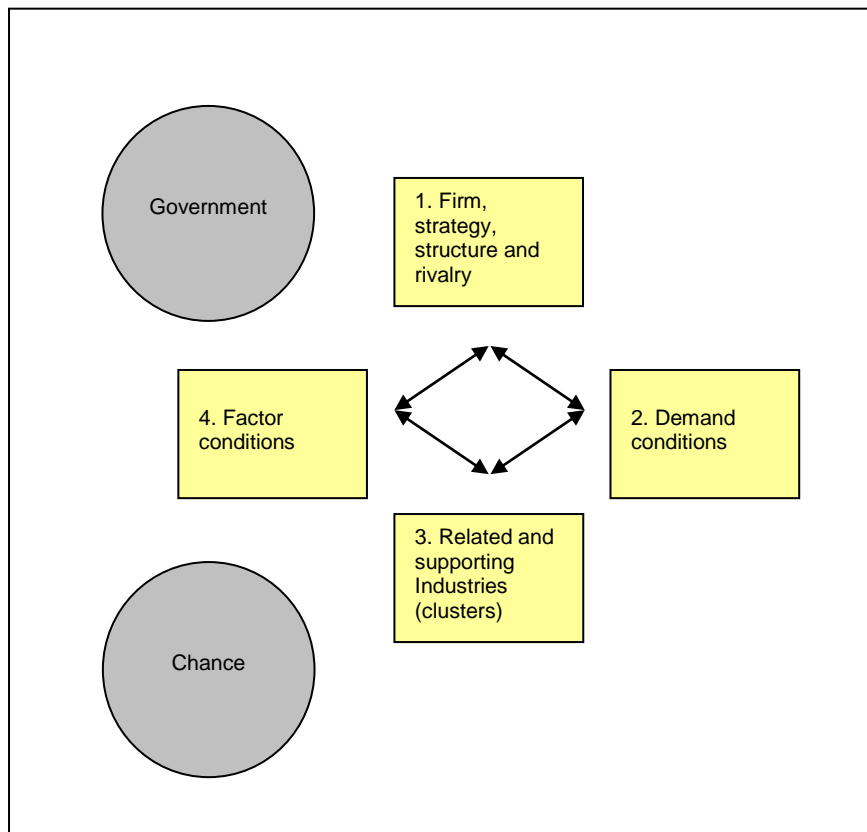 Government
1. Firm,
strategy,
structure and
rivalry
4. Factor
conditions
2. Demand
conditions
3. Related and
supporting
Industries
(clusters)
Chance